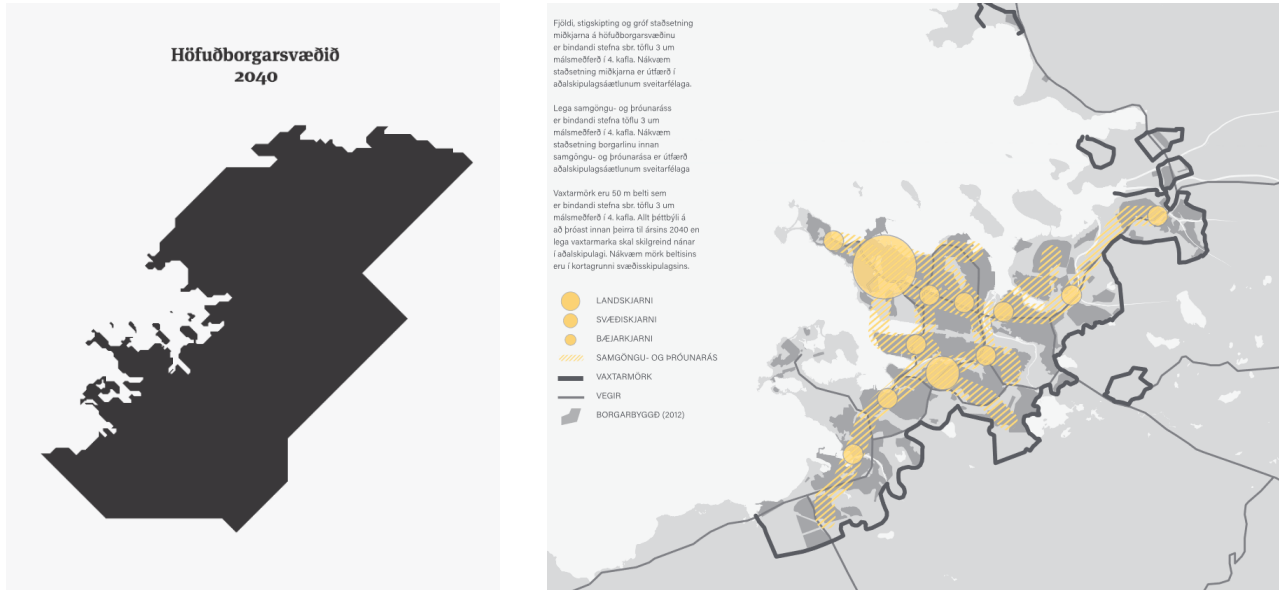 Höfuðborgarsvæðið
2040
Fjöldi, stigskipting og gróf staðsetning
miðkjarna á höfuðborgarsvæðinu
er bindandi stefna sbr. töflu 3 um
málsmeðferð í 4. kafla. Nákvæm
staðsetning miðkjarna er útfærð í
aðalskipulagsáætlunum sveitarfélaga.
Lega samgöngu- og þróunaráss
er bindandi stefna töflu 3 um
málsmeðferð í 4. kafla. Nákvæm
staðsetning borgarlínu innan
samgöngu- og þróunarása er útfærð
aðalskipulagsáætlunum sveitarfélaga
Vaxtarmörk eru 50 m belti sem
er bindandi stefna sbr. töflu 3 um
málsmeðferð í 4. kafla. Allt þéttbýli á
að þróast innan þeirra til ársins 2040 en
lega vaxtarmarka skal skilgreind nánar
í aðalskipulagi. Nákvæm mörk beltisins
eru í kortagrunni svæðisskipulagsins.
LANDSKJARNI
SVÆÐISKJARNI
BÆJARKJARNI
SAMGÖNGU- OG ÞRÓUNARÁS
VAXTARMÖRK
VEGIR
BORGARBYGGÐ (2012)